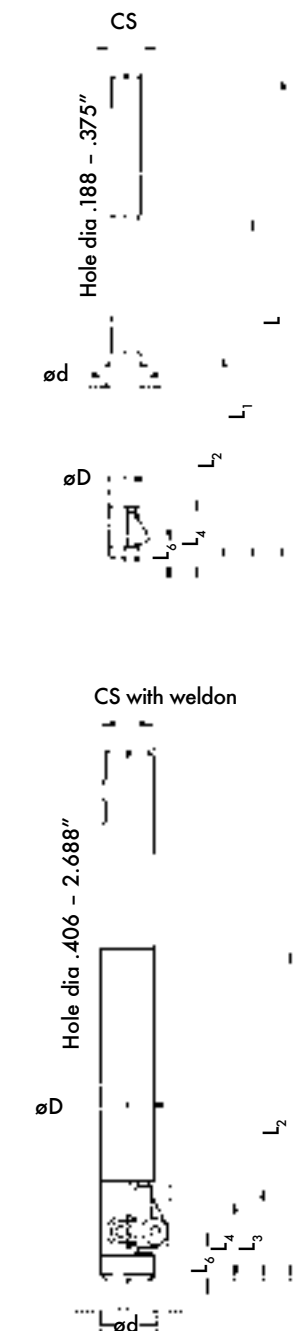 CS
Hole dia .188 – .375″
L
ød
L₁
L₂
øD
L₄
L₆
CS with weldon
Hole dia .406 – 2.688″
øD
L₂
L₃
L₄
L₆
ød